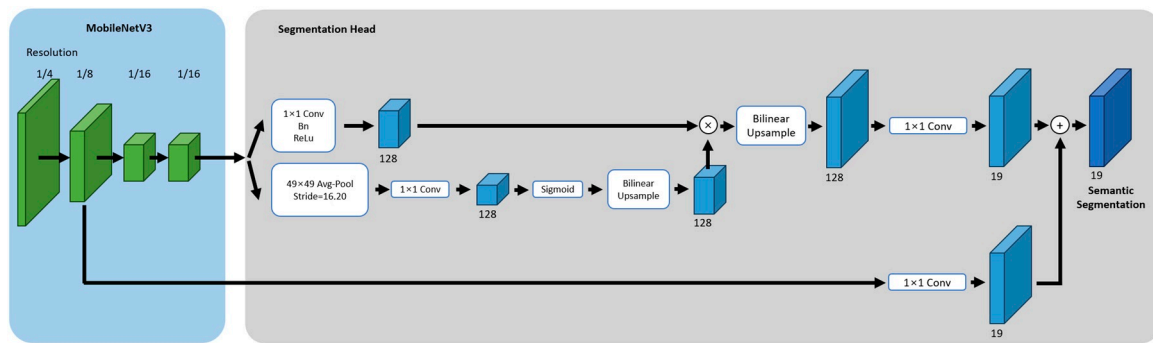 MobileNetV3
Segmentation Head
Resolution
1/4
1/8
1/16
1/16
1×1 Conv
Bn
ReLu
128
×
Bilinear
Upsample
128
1×1 Conv
19
+
19
Semantic
Segmentation
49×49 Avg-Pool
Stride=16.20
1×1 Conv
128
Sigmoid
Bilinear
Upsample
128
1×1 Conv
19